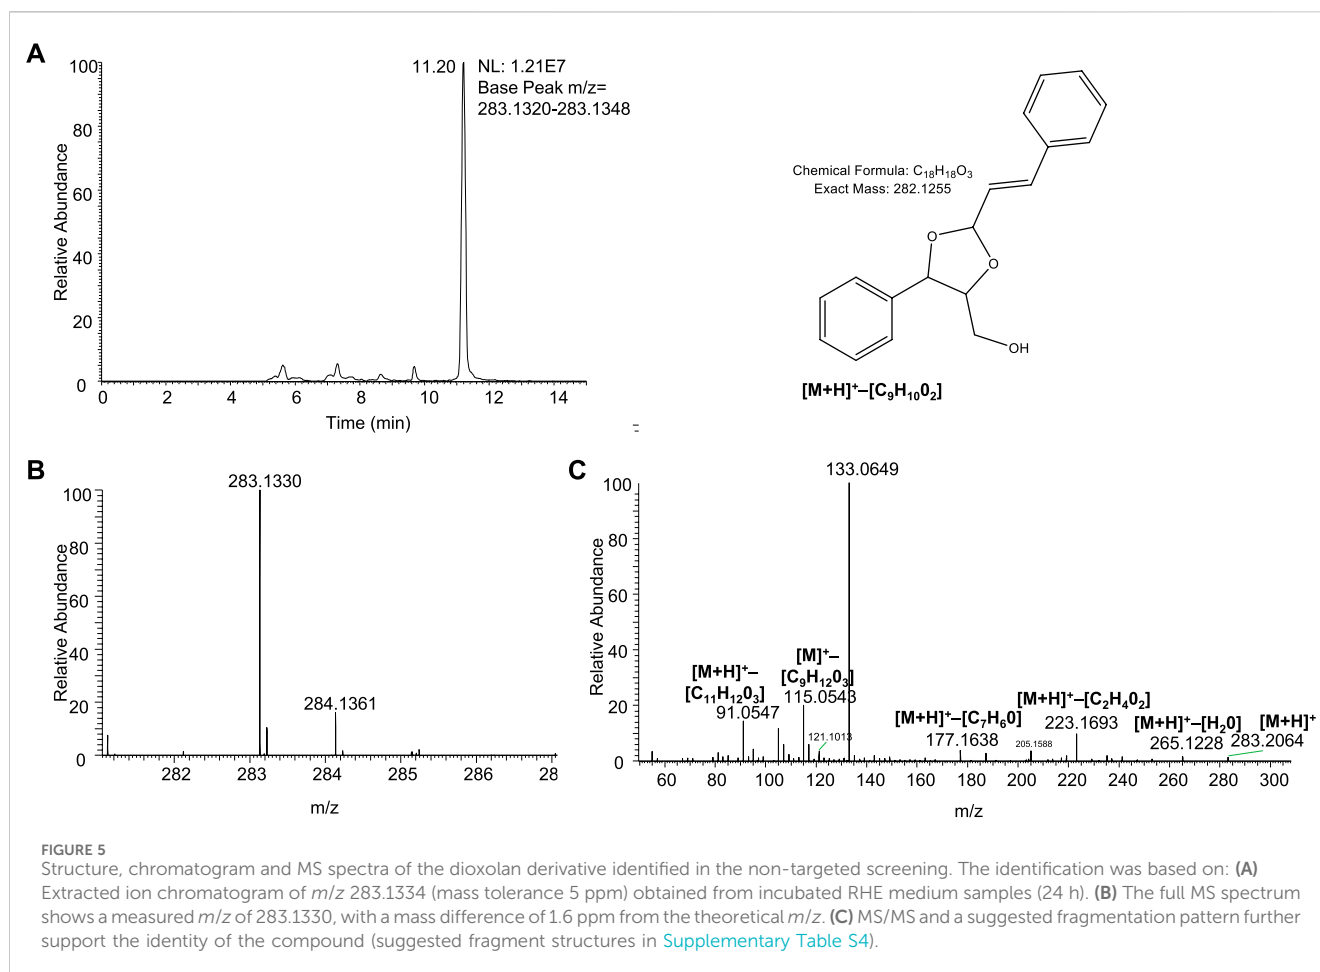 A
100
80
60
40
20
0
Relative Abundance
11.20
NL: 1.21E7
Base Peak m/z=
283.1320-283.1348
0 2 4 6 8 10 12 14
Time (min)
Chemical Formula: C18H18O3
Exact Mass: 282.1255
O
O
OH
[M+H]+–[C9H1002]
B
100
80
60
40
20
0
Relative Abundance
283.1330
284.1361
282 283 284 285 286 28
m/z
C
100
80
60
40
20
0
Relative Abundance
133.0649
[M+H]+–
[C11H1203]
91.0547
[M]+–
[C9H1203]
115.0543
121.1013
[M+H]+–[C7H60]
177.1638
205.1588
[M+H]+–[C2H402]
223.1693
[M+H]+–[H20]
265.1228
[M+H]+
283.2064
60 80 100 120 140 160 180 200 220 240 260 280 300
m/z
FIGURE 5
Structure, chromatogram and MS spectra of the dioxolan derivative identified in the non-targeted screening. The identification was based on: (A)
Extracted ion chromatogram of m/z 283.1334 (mass tolerance 5 ppm) obtained from incubated RHE medium samples (24 h). (B) The full MS spectrum
shows a measured m/z of 283.1330, with a mass difference of 1.6 ppm from the theoretical m/z. (C) MS/MS and a suggested fragmentation pattern further
support the identity of the compound (suggested fragment structures in Supplementary Table S4).